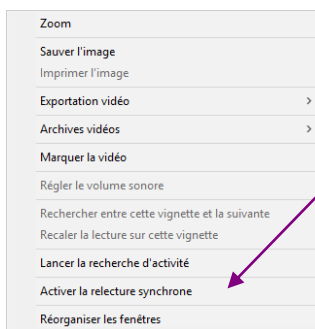 Zoom
Sauver l'image
Imprimer l'image
Exportation vidéo
Archives vidéos
Marquer la vidéo
Régler le volume sonore
Rechercher entre cette vignette et la suivante
Recaler la lecture sur cette vignette
Lancer la recherche d'activité
Activer la relecture synchrone
Réorganiser les fenêtres